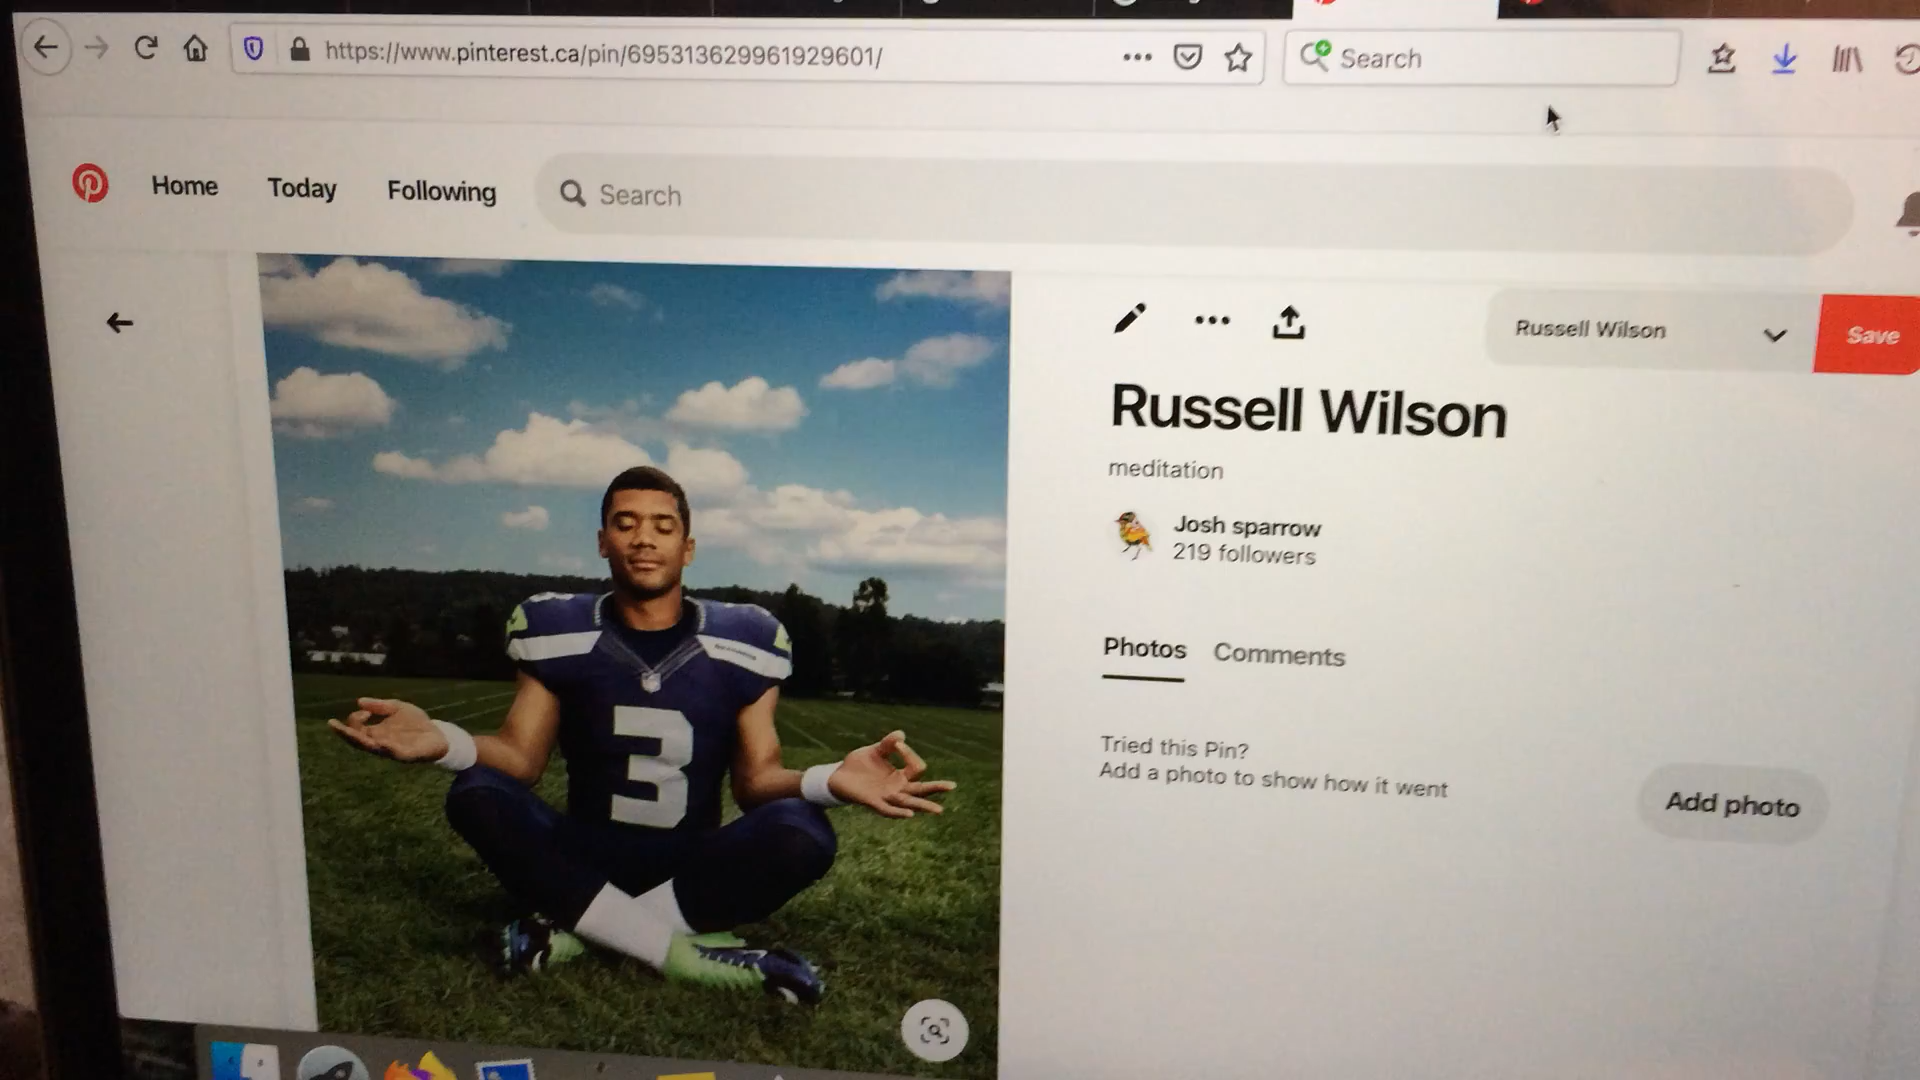 https://www.pinterest.ca/pin/695313629961929601/
Search
Home
Today
Following
Search
Russell Wilson
Save
Russell Wilson
meditation
Josh sparrow
219 followers
Photos
Comments
Tried this Pin?
Add a photo to show how it went
Add photo
3